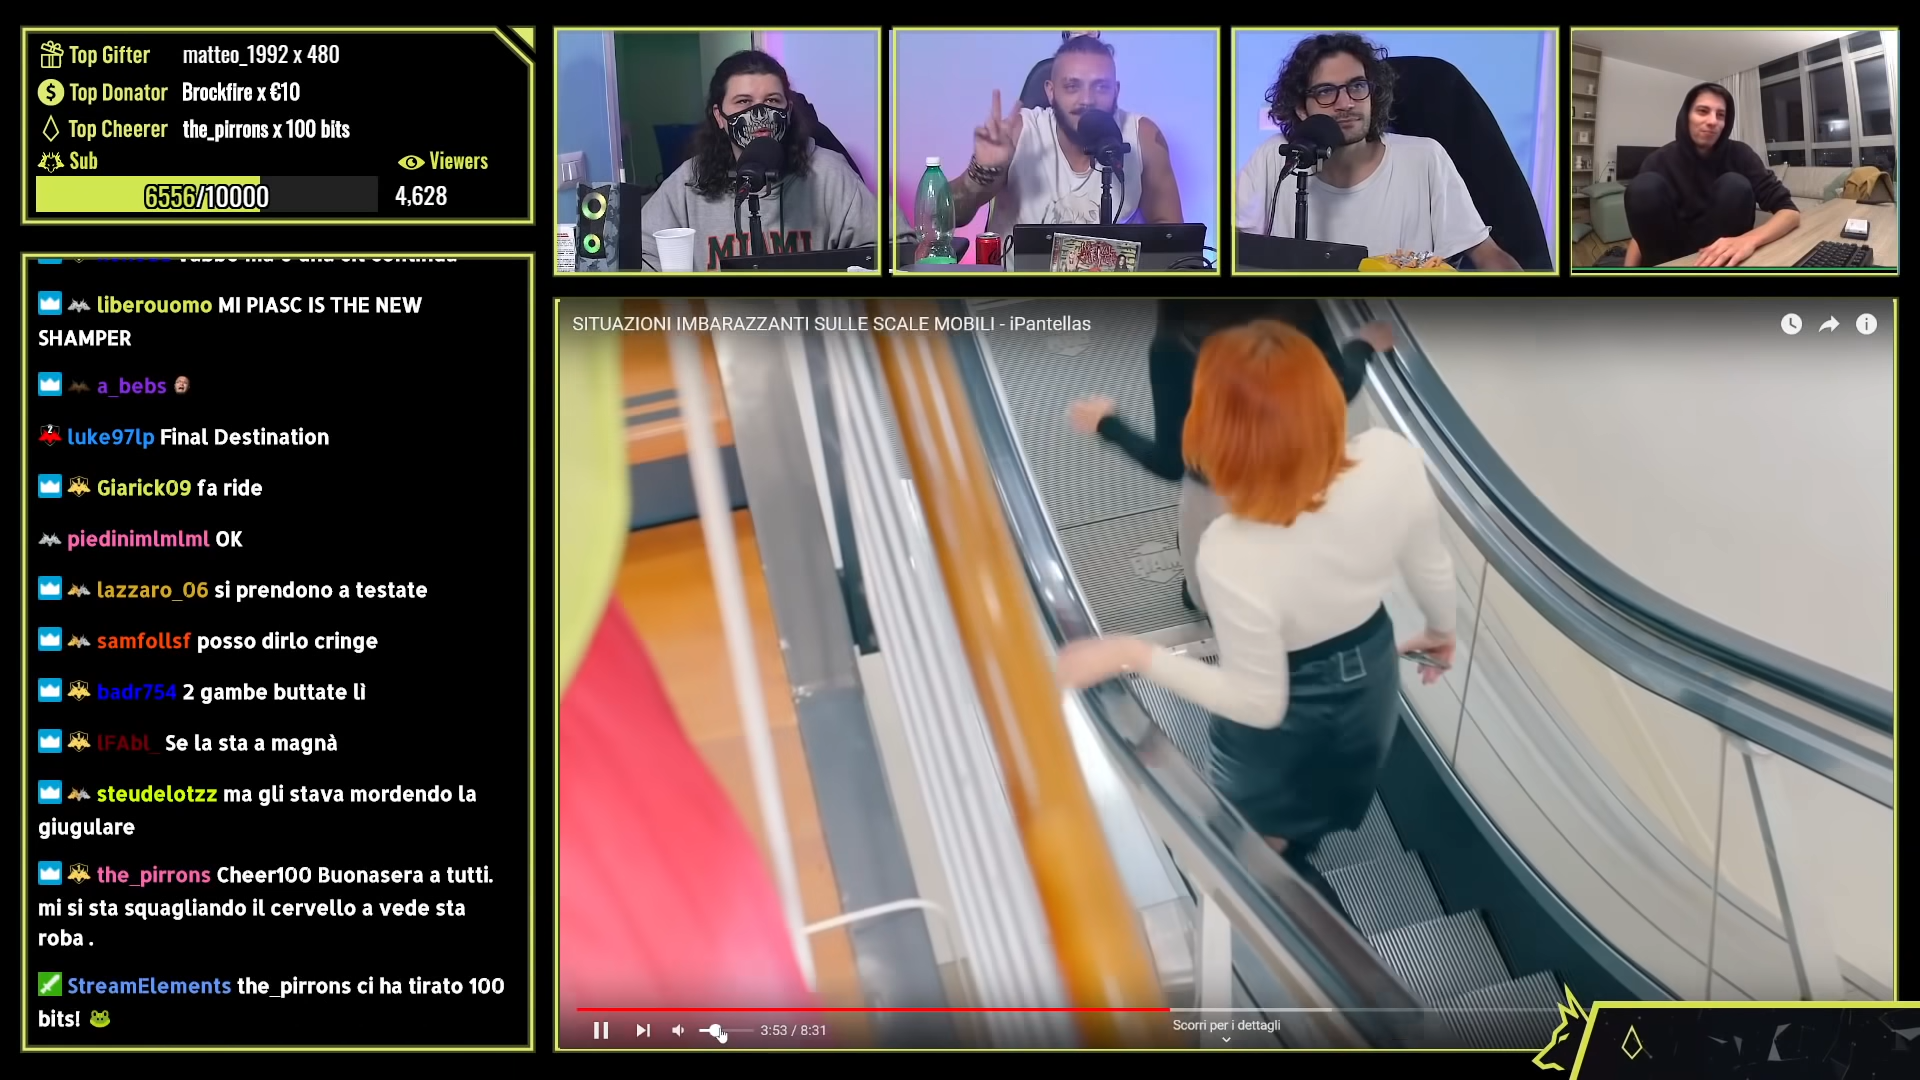 Top Gifter matteo_1992 x 480
Top Donator Brockfire x €10
Top Cheerer the_pirrons x 100 bits
Sub Viewers
6556/10000 4,628
liberouomo MI PIASC IS THE NEW
SHAMPER
a_bebs
luke97lp Final Destination
Giarick09 fa ride
piedinimlmlml OK
lazzaro_06 si prendono a testate
samfollsf posso dirlo cringe
badr754 2 gambe buttate lì
lFAbl_ Se la sta a magnà
steudelotzz ma gli stava mordendo la
giugulare
the_pirrons Cheer100 Buonasera a tutti.
mi si sta squagliando il cervello a vede sta
roba .
StreamElements the_pirrons ci ha tirato 100
bits!
MIAMI
SITUAZIONI IMBARAZZANTI SULLE SCALE MOBILI - iPantellas
3:53 / 8:31
Scorri per i dettagli